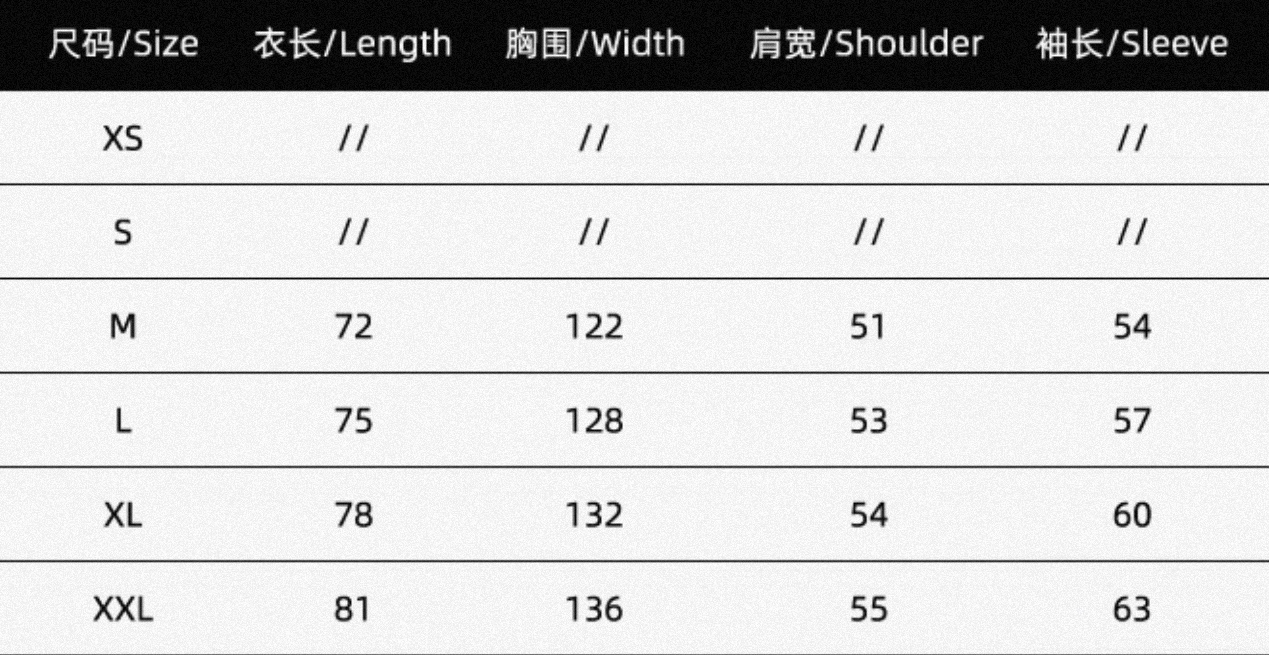 尺码/Size 衣长/Length 胸围/Width 肩宽/Shoulder 袖长/Sleeve
XS // // // //
S // // // //
M 72 122 51 54
L 75 128 53 57
XL 78 132 54 60
XXL 81 136 55 63